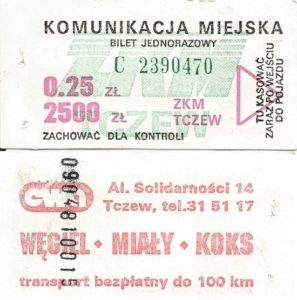 KOMUNIKACJA MIEJSKA
BILET JEDNORAZOWY
C 2390470
0.25 ZŁ
2500 ZŁ
ZKM
TCZEW
ZACHOWAĆ DLA KONTROLI
TU KASOWAĆ
ZARAZ PO WEJŚCIU
DO POJAZDU
ZKM
TCZEW
Al. Solidarności 14
Tczew, tel. 31 51 17
WĘGIEL • MIAŁY • KOKS
transport bezpłatny do 100 km